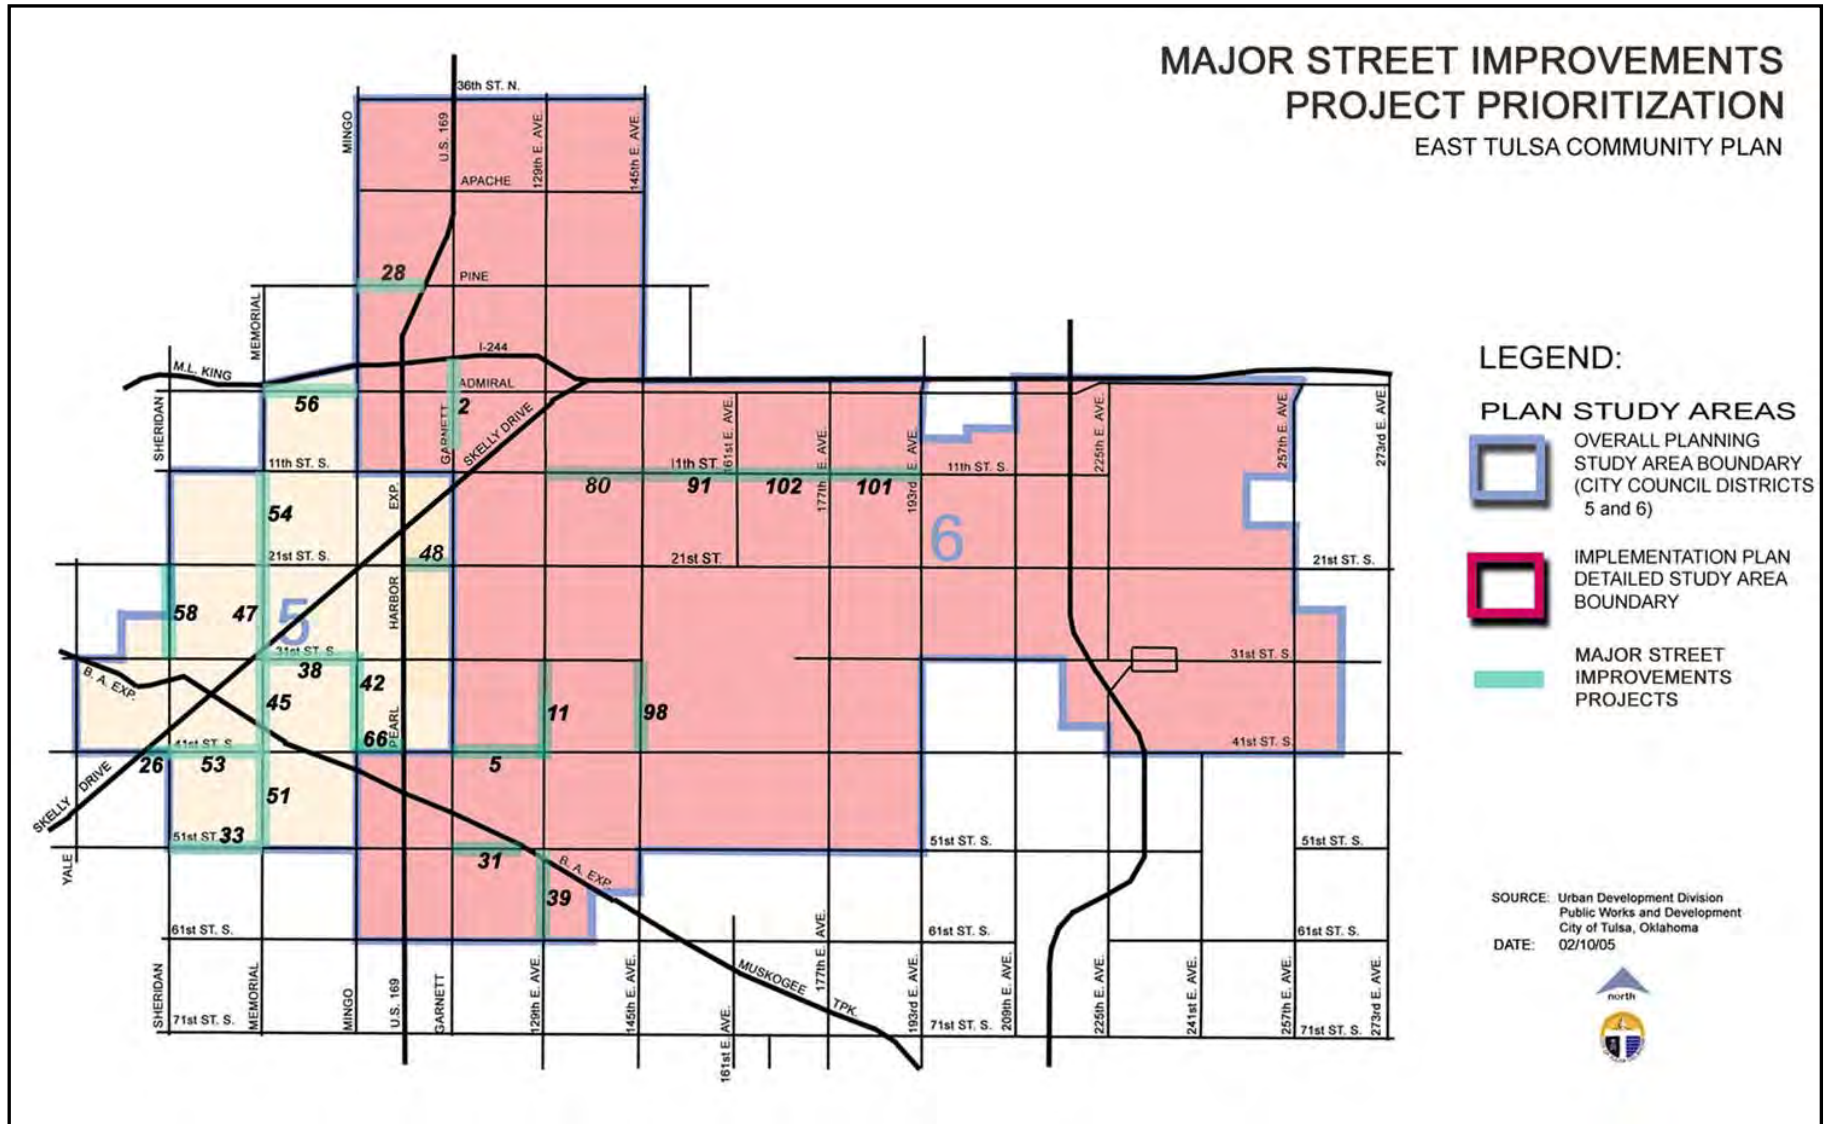 MAJOR STREET IMPROVEMENTS
PROJECT PRIORITIZATION
EAST TULSA COMMUNITY PLAN
36th ST. N.
MINGO
U.S. 169
129th E. AVE.
145th E. AVE.
APACHE
28
PINE
MEMORIAL
I-244
M.L. KING
ADMIRAL
SHERIDAN
56
GARNETT
2
SKELLY DRIVE
161st E. AVE.
177th E. AVE.
193rd E. AVE.
225th E. AVE.
257th E. AVE.
273rd E. AVE.
11th ST. S.
11th ST.
11th ST. S.
80
91
102
101
54
EXP.
6
21st ST. S.
48
21st ST.
21st ST. S.
58
47
5
HARBOR
31st ST. S.
31st ST. S.
38
B. A. EXP.
42
45
11
98
PEARL
66
41st ST. S.
41st ST. S.
26
53
5
SKELLY DRIVE
51
51st ST.
33
51st ST. S.
51st ST. S.
31
B. A. EXP.
YALE
39
61st ST. S.
61st ST. S.
61st ST. S.
MUSKOGEE TPK.
SHERIDAN
MEMORIAL
MINGO
U.S. 169
GARNETT
129th E. AVE.
145th E. AVE.
161st E. AVE.
177th E. AVE.
193rd E. AVE.
209th E. AVE.
225th E. AVE.
241st E. AVE.
257th E. AVE.
273rd E. AVE.
71st ST. S.
71st ST. S.
71st ST. S.
LEGEND:
PLAN STUDY AREAS
OVERALL PLANNING
STUDY AREA BOUNDARY
(CITY COUNCIL DISTRICTS
5 and 6)
IMPLEMENTATION PLAN
DETAILED STUDY AREA
BOUNDARY
MAJOR STREET
IMPROVEMENTS
PROJECTS
SOURCE: Urban Development Division
Public Works and Development
City of Tulsa, Oklahoma
DATE: 02/10/05
north